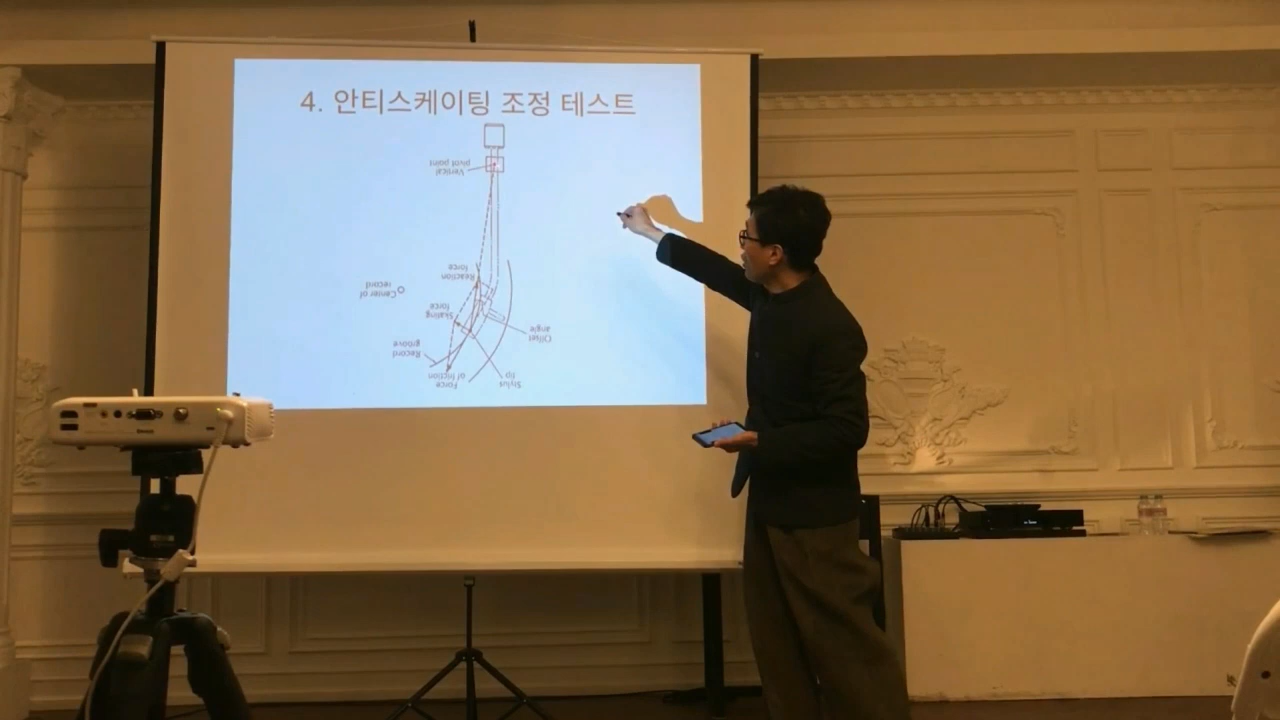 4. 안티스케이팅 조정 테스트
Vertical
pivot point
Reaction
force
Center of
record
Skating
force
Offset
angle
Record
groove
Force
of friction
Stylus
tip